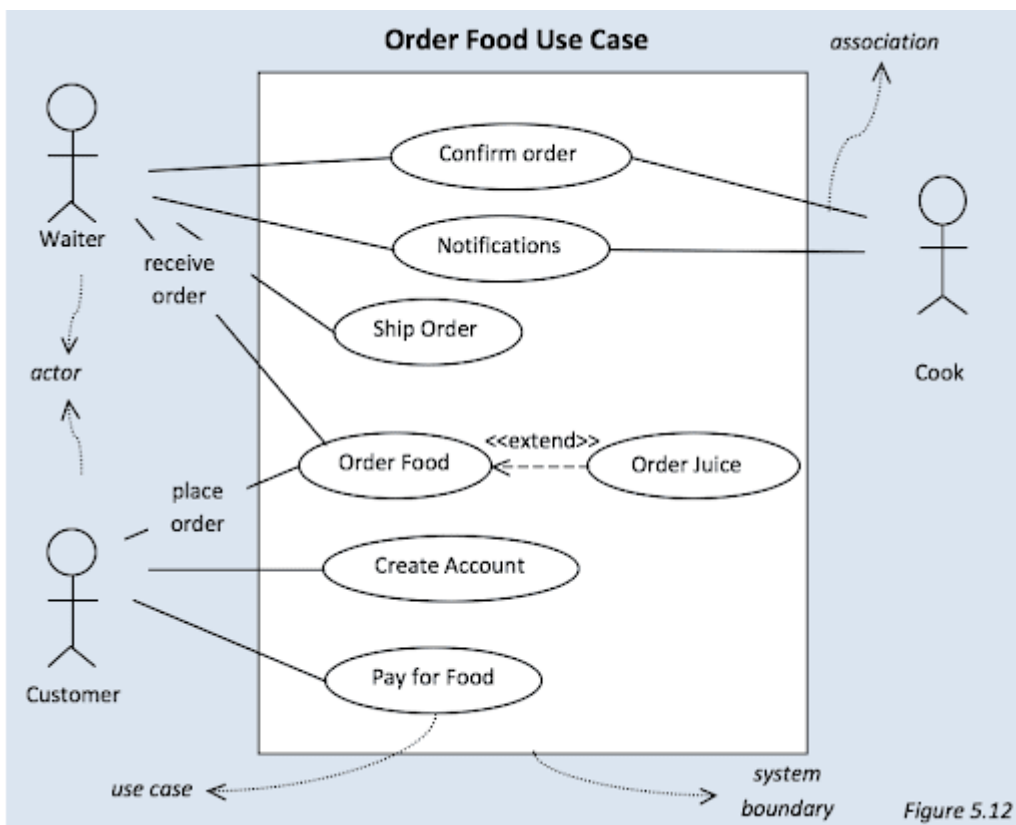 Order Food Use Case
association
Confirm order
Waiter
Notifications
receive
order
Ship Order
Cook
actor
<<extend>>
Order Food
Order Juice
place
order
Create Account
Pay for Food
Customer
use case
system
boundary
Figure 5.12